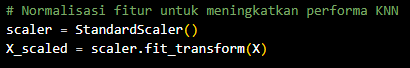 # Normalisasi fitur untuk meningkatkan performa KNN
scaler = StandardScaler()
X_scaled = scaler.fit_transform(X)